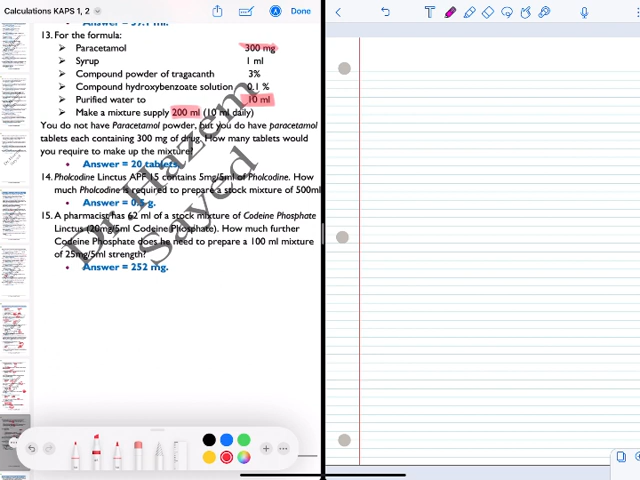 Calculations KAPS 1, 2
Done
13. For the formula:
➤ Paracetamol 300 mg
➤ Syrup 1 ml
➤ Compound powder of tragacanth 3%
➤ Compound hydroxybenzoate solution 0.1 %
➤ Purified water to 10 ml
➤ Make a mixture supply 200 ml (10 ml daily)
You do not have Paracetamol powder, but you do have paracetamol
tablets each containing 300 mg of drug. How many tablets would
you require to make up the mixture?
• Answer = 20 tablets.
14. Pholcodine Linctus APF 15 contains 5mg/5ml of Pholcodine. How
much Pholcodine is required to prepare a stock mixture of 500ml
• Answer = 0.5 g.
15. A pharmacist has 62 ml of a stock mixture of Codeine Phosphate
Linctus (20mg/5ml Codeine Phosphate). How much further
Codeine Phosphate does he need to prepare a 100 ml mixture
of 25mg/5ml strength?
• Answer = 252 mg.
Dr Hazem
Sayed